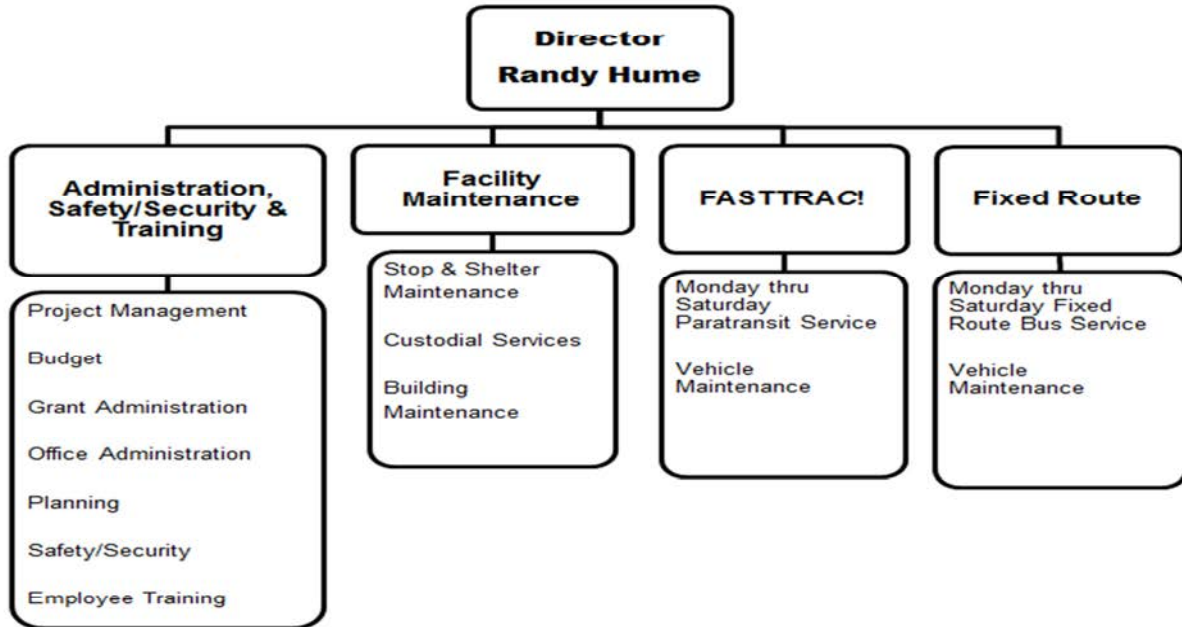 Director
Randy Hume
Administration,
Safety/Security &
Training
Project Management
Budget
Grant Administration
Office Administration
Planning
Safety/Security
Employee Training
Facility
Maintenance
Stop & Shelter
Maintenance
Custodial Services
Building
Maintenance
FASTTRAC!
Monday thru
Saturday
Paratransit Service
Vehicle
Maintenance
Fixed Route
Monday thru
Saturday Fixed
Route Bus Service
Vehicle
Maintenance